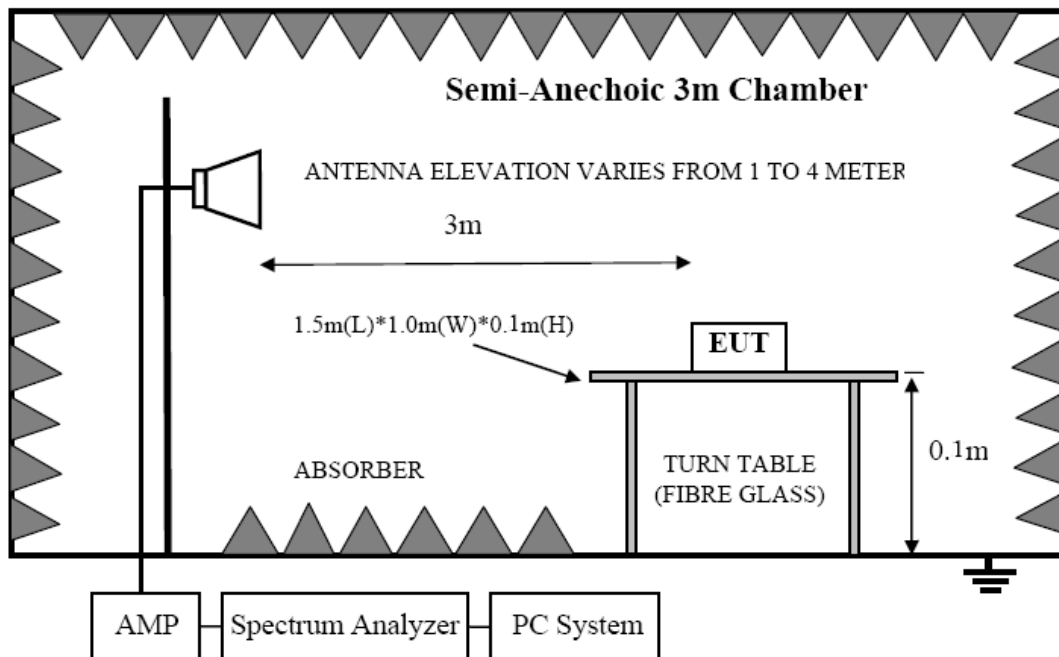 Semi-Anechoic 3m Chamber
ANTENNA ELEVATION VARIES FROM 1 TO 4 METER
3m
1.5m(L)*1.0m(W)*0.1m(H)
EUT
0.1m
ABSORBER
TURN TABLE
(FIBRE GLASS)
AMP
Spectrum Analyzer
PC System